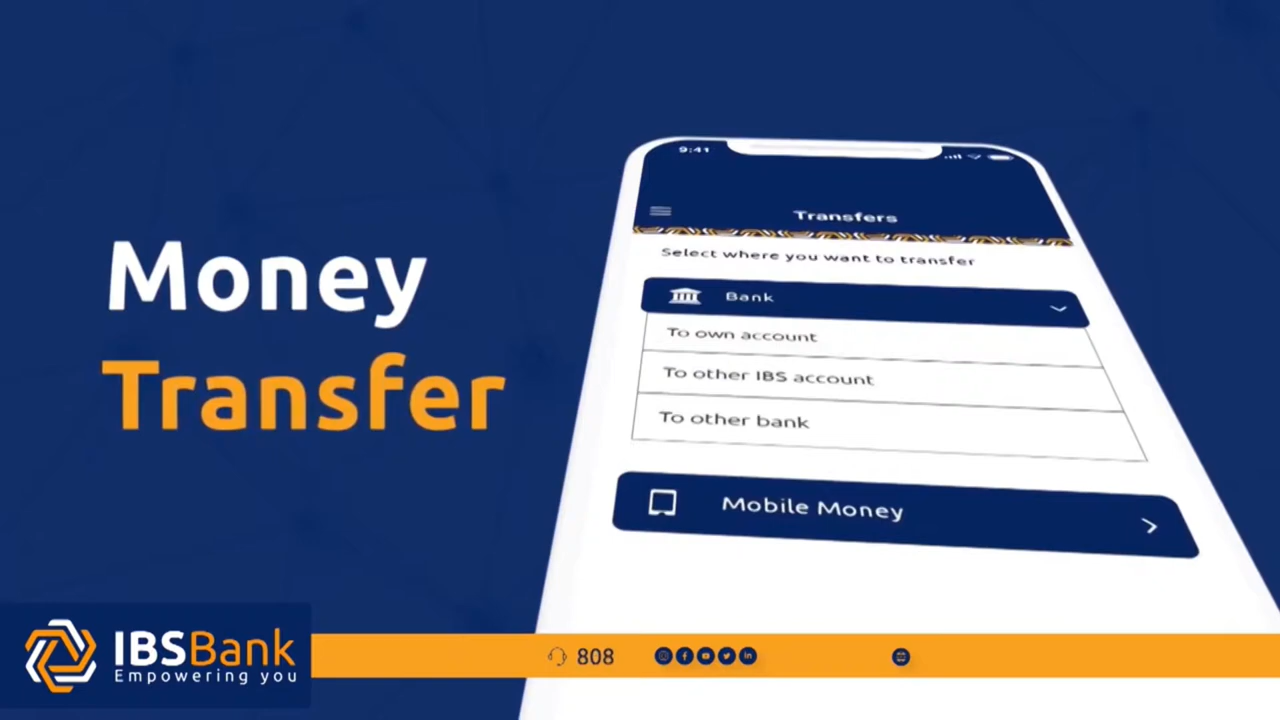 Money
Transfer
9:41
Transfers
Select where you want to transfer
Bank
To own account
To other IBS account
To other bank
Mobile Money
IBSBank
Empowering you
808